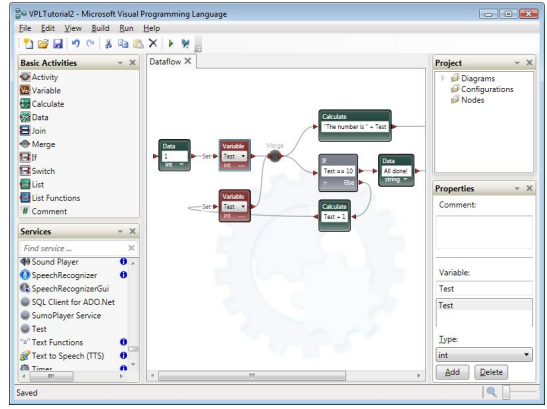 VPLTutorial2 - Microsoft Visual Programming Language
File Edit View Build Run Help
Basic Activities
Activity
Variable
Calculate
Data
Join
Merge
If
Switch
List
List Functions
# Comment
Services
Find service ...
Sound Player
SpeechRecognizer
SpeechRecognizerGui
SQL Client for ADO.Net
SumoPlayer Service
Test
"a" Text Functions
Text to Speech (TTS)
Timer
Dataflow
Data
1
int
Set
Variable
Test
int ...
Merge
Calculate
"The number is " + Test
If
Test == 10
+ Else
Data
All done!
string
Set
Variable
Test
int ...
Calculate
Test + 1
Project
Diagrams
Configurations
Nodes
Properties
Comment:
Variable:
Test
Test
Type:
int
Add Delete
Saved